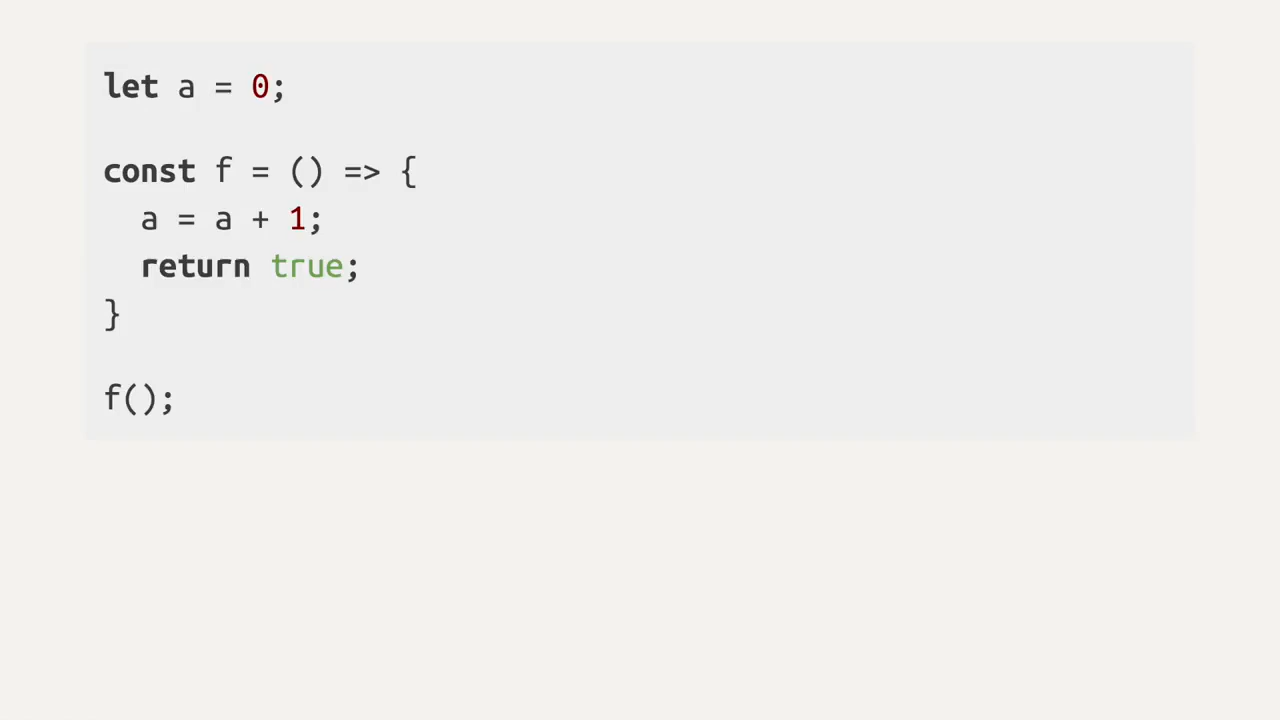 let a = 0;
const f = () => {
a = a + 1;
return true;
}
f();